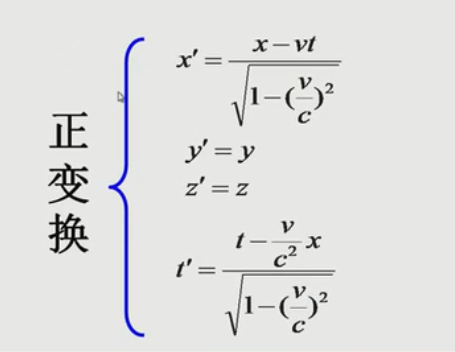 正变换
x′ = (x − vt) / √(1 − (v/c)²)
y′ = y
z′ = z
t′ = (t − (v/c²) x) / √(1 − (v/c)²)